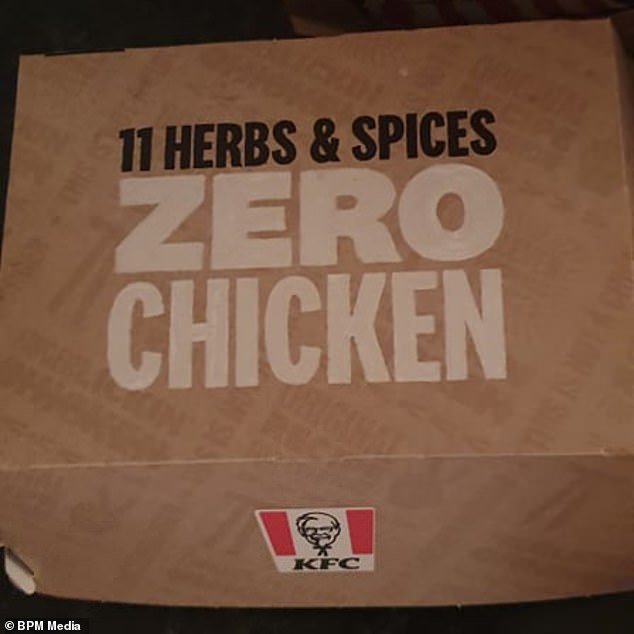 11 HERBS & SPICES
ZERO
CHICKEN
KFC
© BPM Media